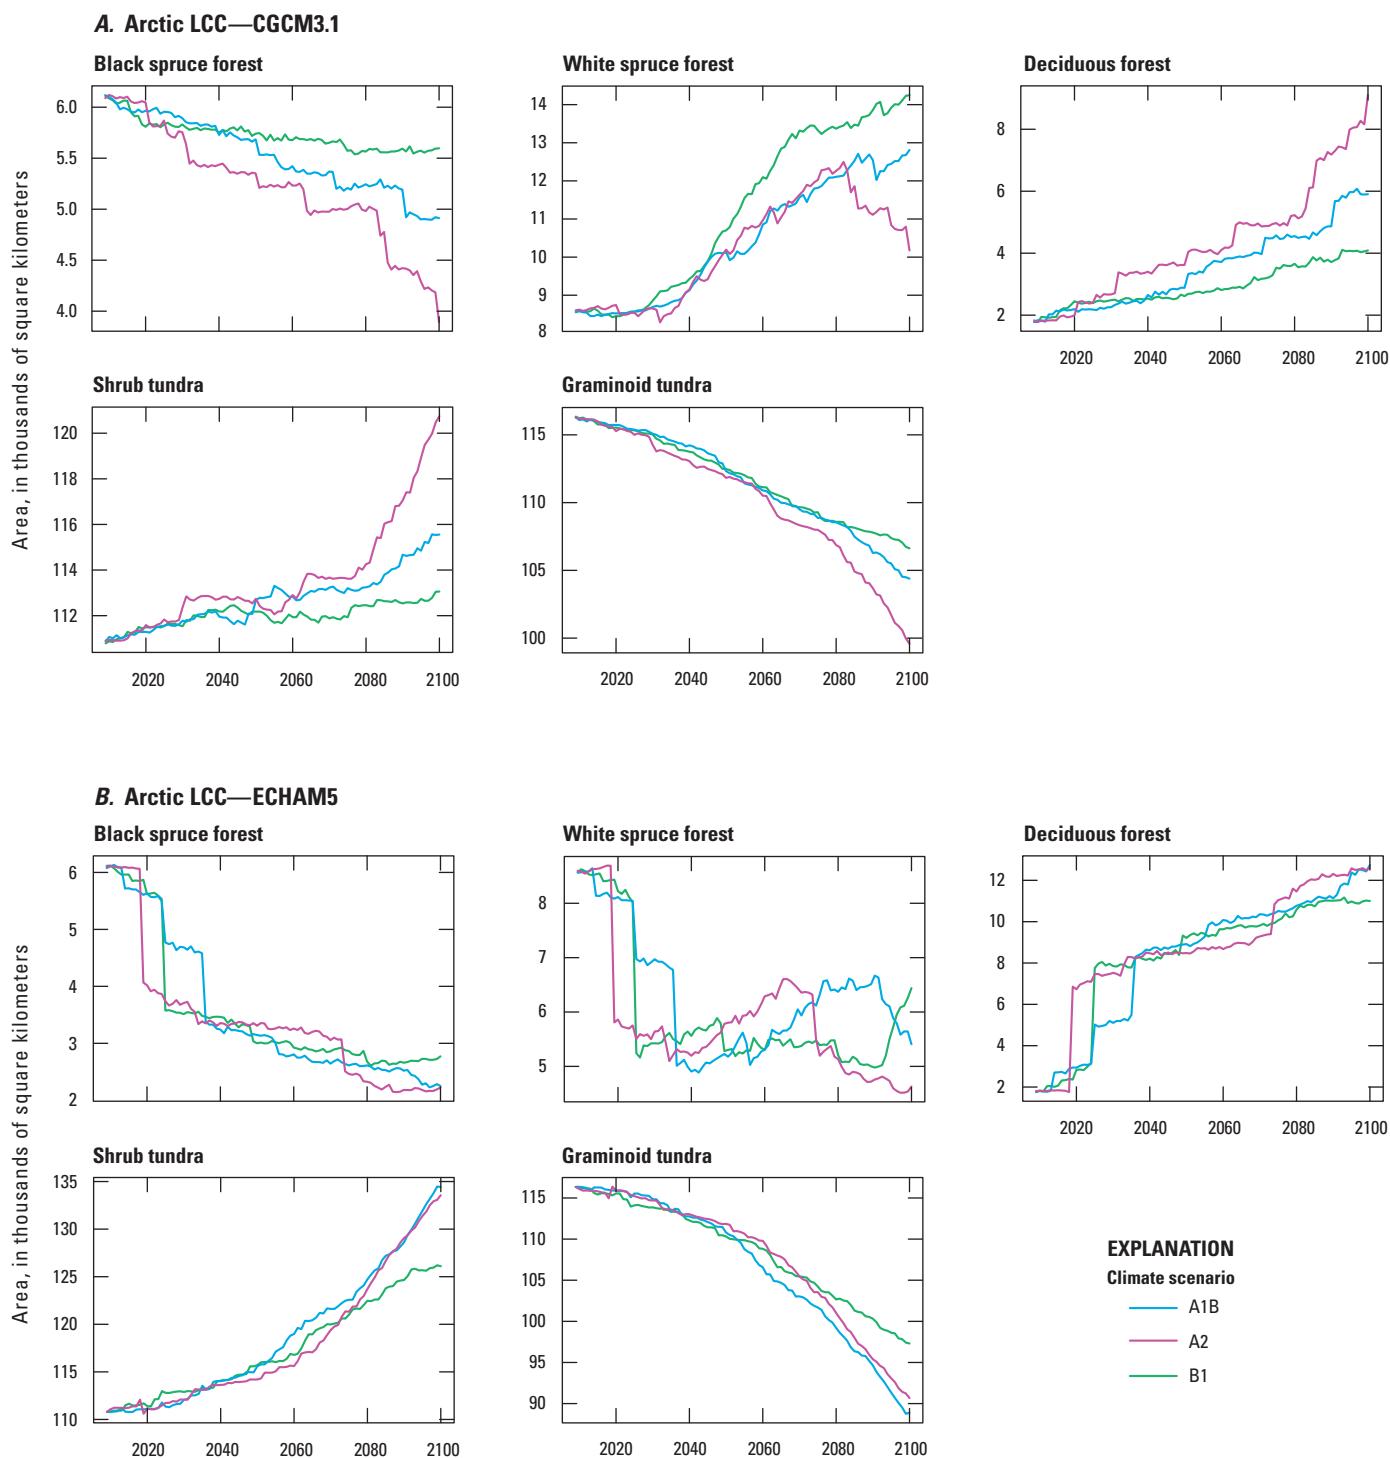 A. Arctic LCC—CGCM3.1
Black spruce forest
White spruce forest
Deciduous forest
6.0
5.5
5.0
4.5
4.0
14
13
12
11
10
9
8
8
6
4
2
2020 2040 2060 2080 2100
Shrub tundra
Graminoid tundra
120
118
116
114
112
115
110
105
100
2020 2040 2060 2080 2100
2020 2040 2060 2080 2100
Area, in thousands of square kilometers
B. Arctic LCC—ECHAM5
Black spruce forest
White spruce forest
Deciduous forest
6
5
4
3
2
8
7
6
5
12
10
8
6
4
2
2020 2040 2060 2080 2100
Shrub tundra
Graminoid tundra
135
130
125
120
115
110
115
110
105
100
95
90
2020 2040 2060 2080 2100
2020 2040 2060 2080 2100
Area, in thousands of square kilometers
EXPLANATION
Climate scenario
A1B
A2
B1